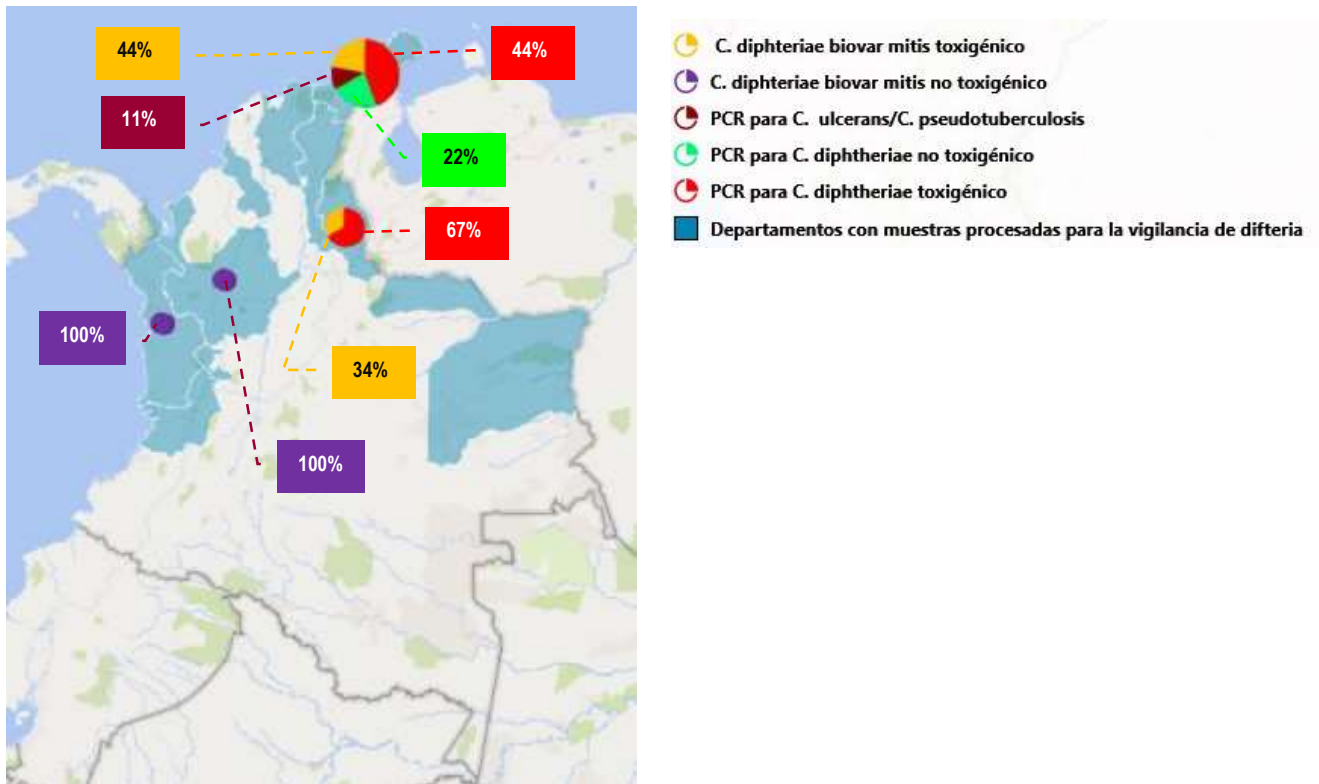 44%
44%
11%
22%
67%
100%
34%
100%
C. diphteriae biovar mitis toxigénico
C. diphteriae biovar mitis no toxigénico
PCR para C. ulcerans/C. pseudotuberculosis
PCR para C. diphtheriae no toxigénico
PCR para C. diphtheriae toxigénico
Departamentos con muestras procesadas para la vigilancia de difteria